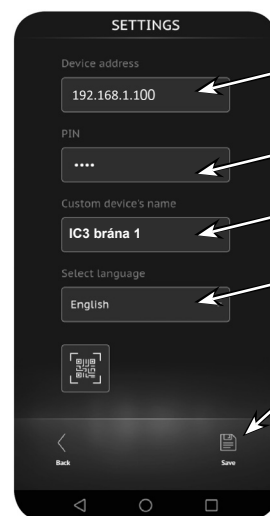 SETTINGS
Device address
192.168.1.100
PIN
••••
Custom device's name
IC3 brána 1
Select language
English
Back
Save